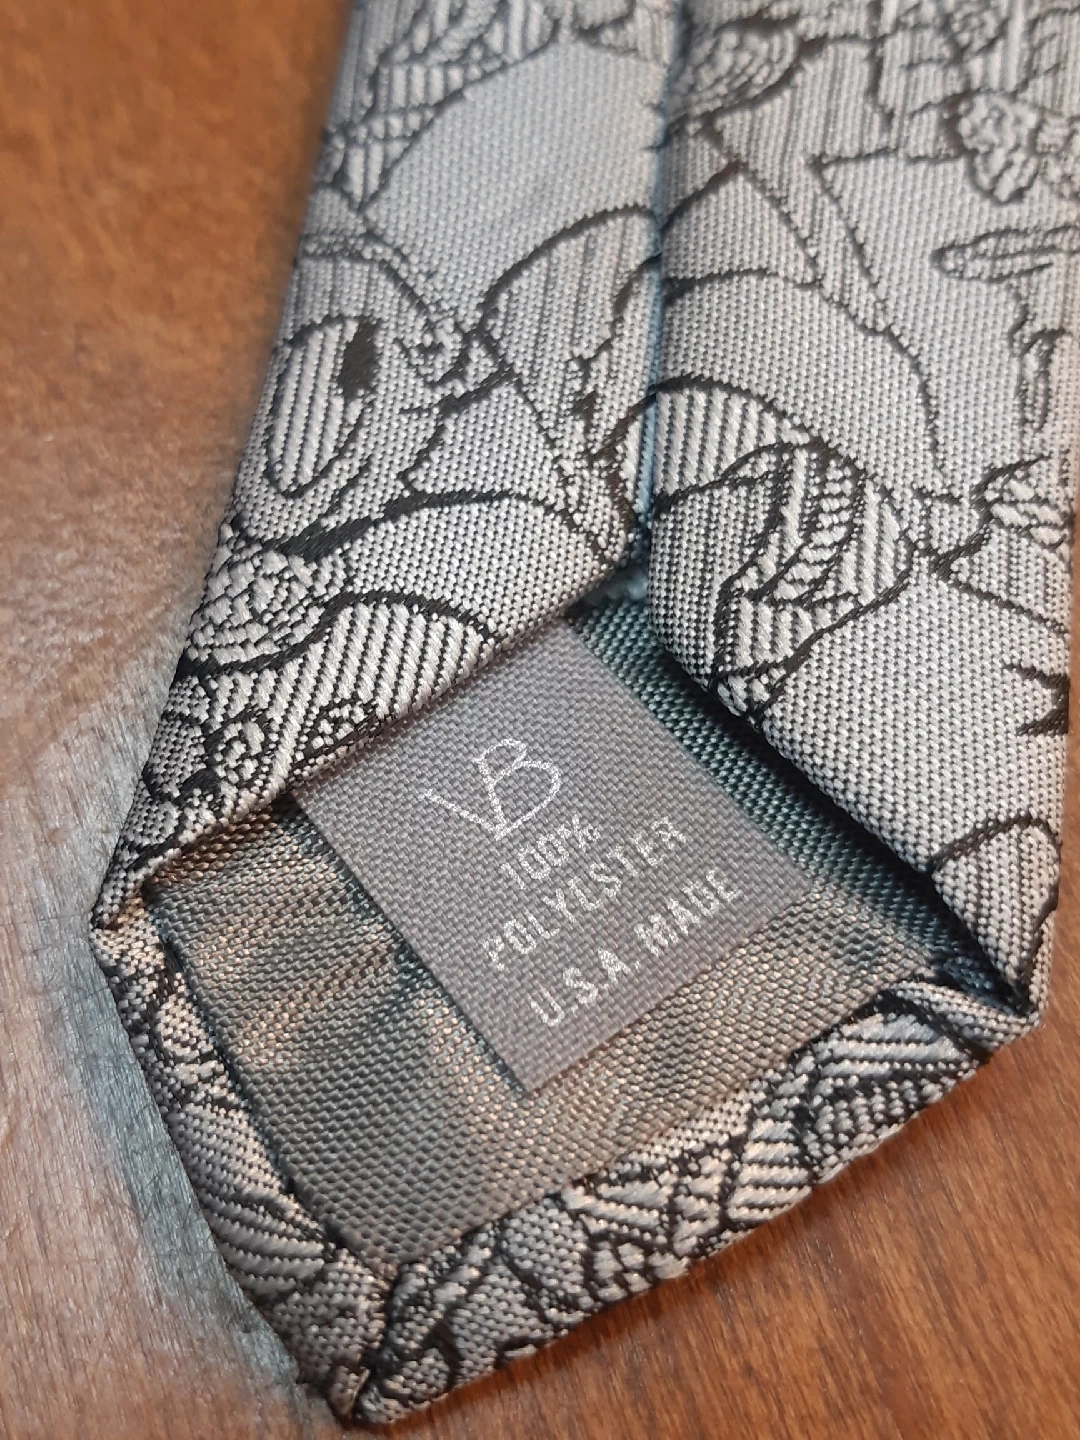 VB
100%
POLYESTER
U.S.A. MADE